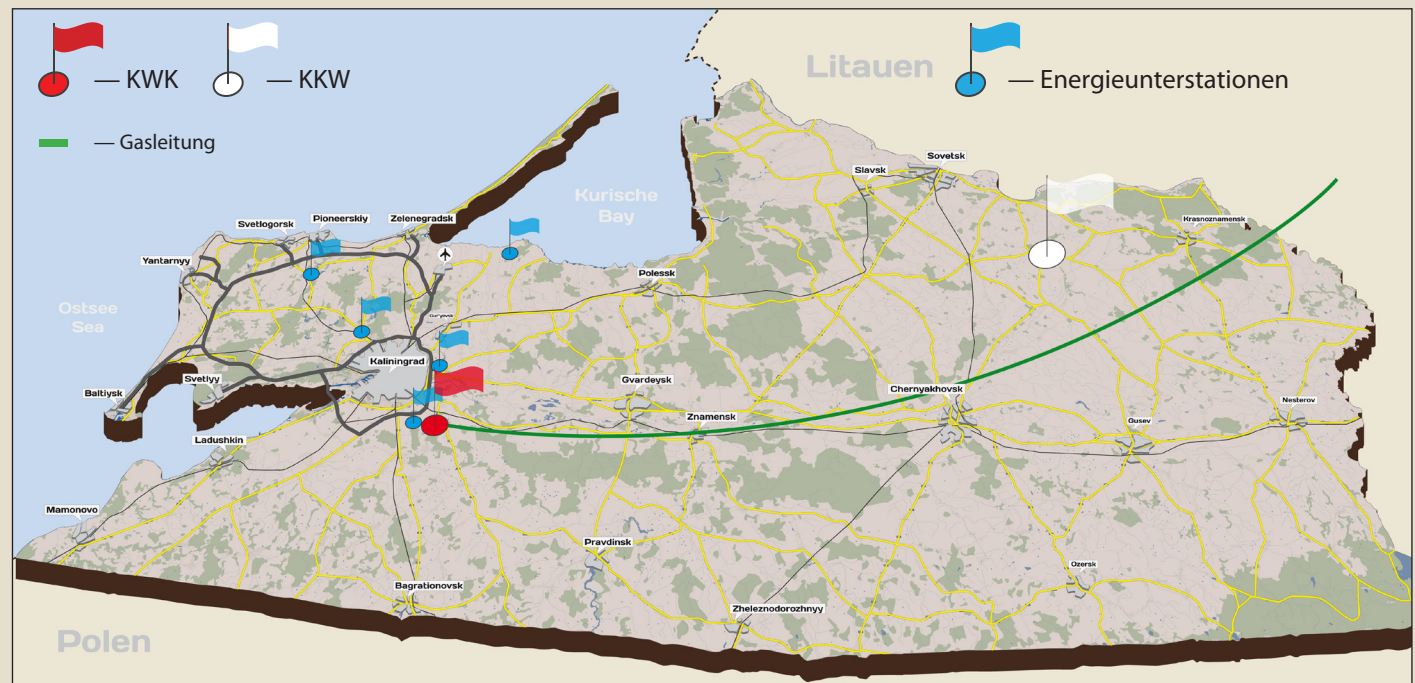 — KWK
— KKW
— Energieunterstationen
— Gasleitung
Litauen
Sovetsk
Slavsk
Kurische
Bay
Krasnoznamensk
Svetlogorsk
Pioneerskiy
Zelenegradsk
Yantarnyy
Polessk
Ostsee
Sea
Kaliningrad
Svetlyy
Baltiysk
Gvardeysk
Chernyakhovsk
Znamensk
Gusev
Nesterov
Ladushkin
Mamonovo
Pravdinsk
Ozersk
Bagrationovsk
Zheleznodorozhnyy
Polen